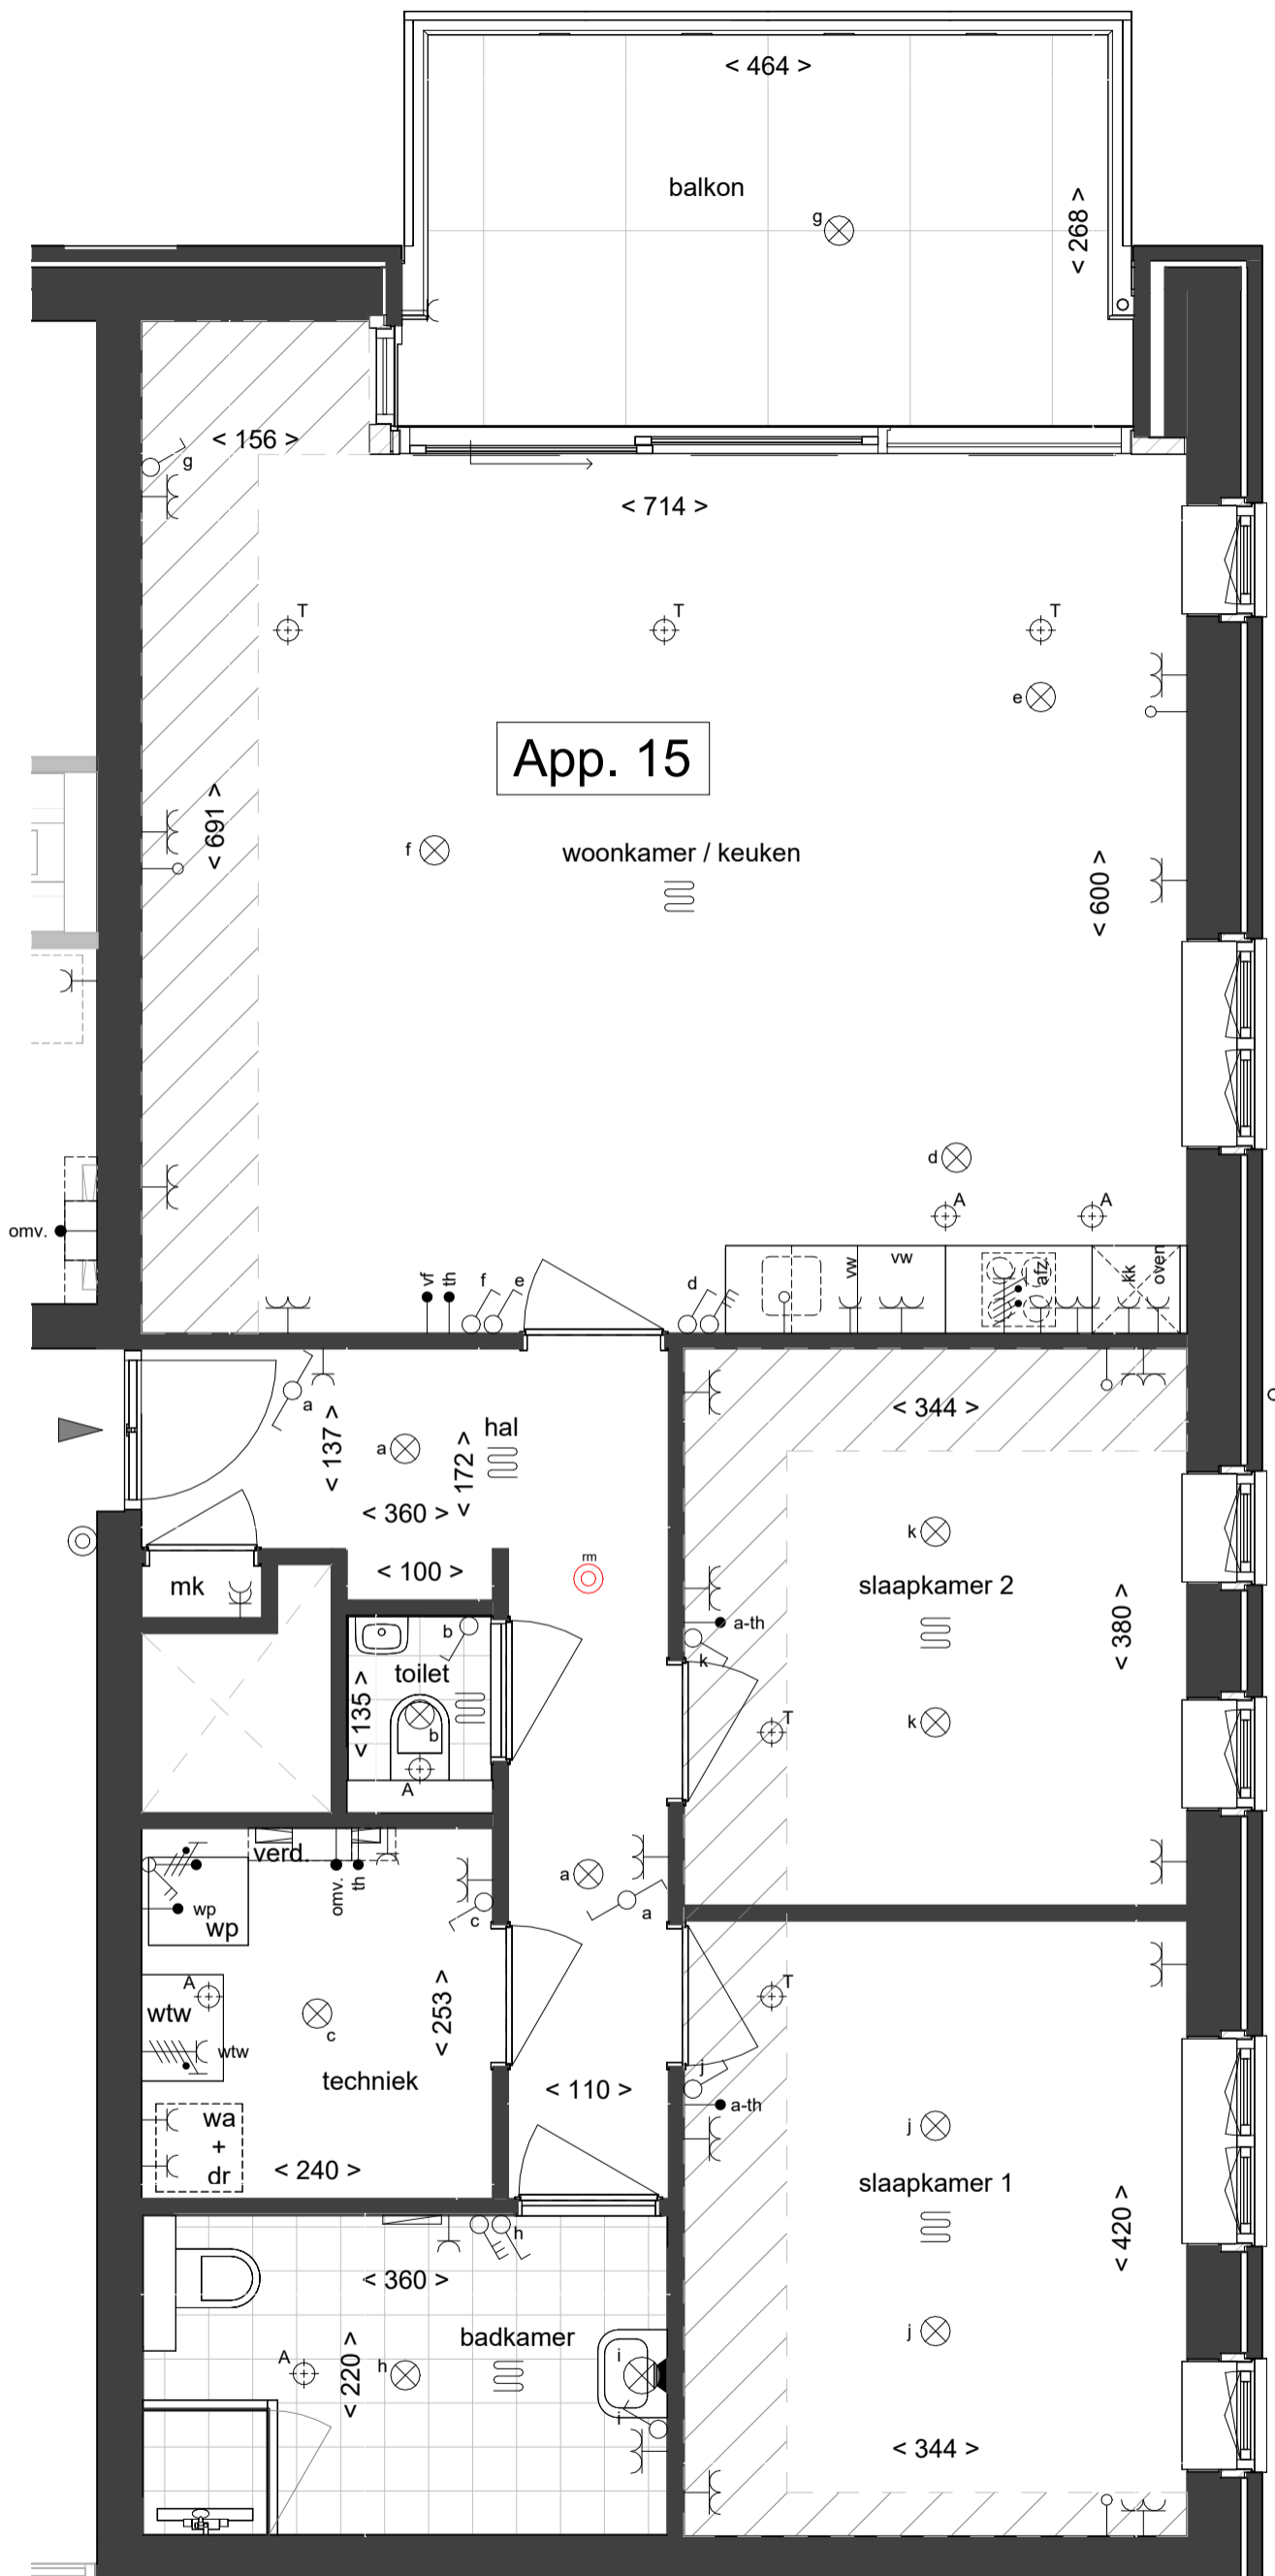 < 464 >
balkon
g
< 268 >
< 156 >
g
< 714 >
T
T
T
e
App. 15
< 691 >
f
woonkamer / keuken
< 600 >
d
A
A
omv.
vf
th
f
e
d
vw
vw
afz.
kk
oven
a
< 137 >
a
hal
< 172 >
< 344 >
< 360 >
k
< 100 >
rm
mk
slaapkamer 2
b
a-th
< 380 >
toilet
k
< 135 >
b
T
k
A
verd.
omv.
th
a
wp
wp
c
a
A
T
wtw
c
< 253 >
wtw
techniek
j
< 110 >
a-th
wa
+
dr
j
< 240 >
slaapkamer 1
< 420 >
h
< 360 >
badkamer
j
A
< 220 >
h
i
i
< 344 >